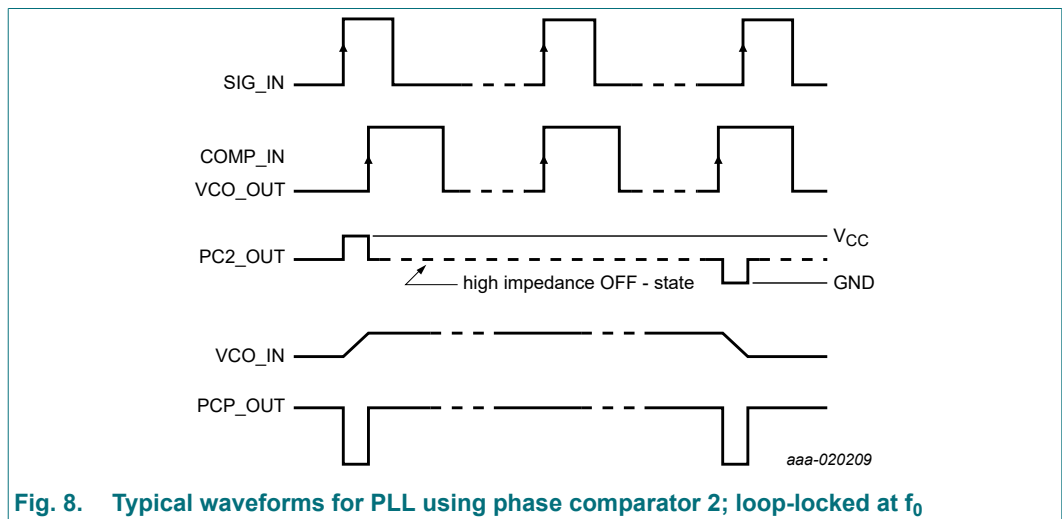 SIG_IN
COMP_IN
VCO_OUT
PC2_OUT
VCC
high impedance OFF - state
GND
VCO_IN
PCP_OUT
aaa-020209
Fig. 8. Typical waveforms for PLL using phase comparator 2; loop-locked at f0